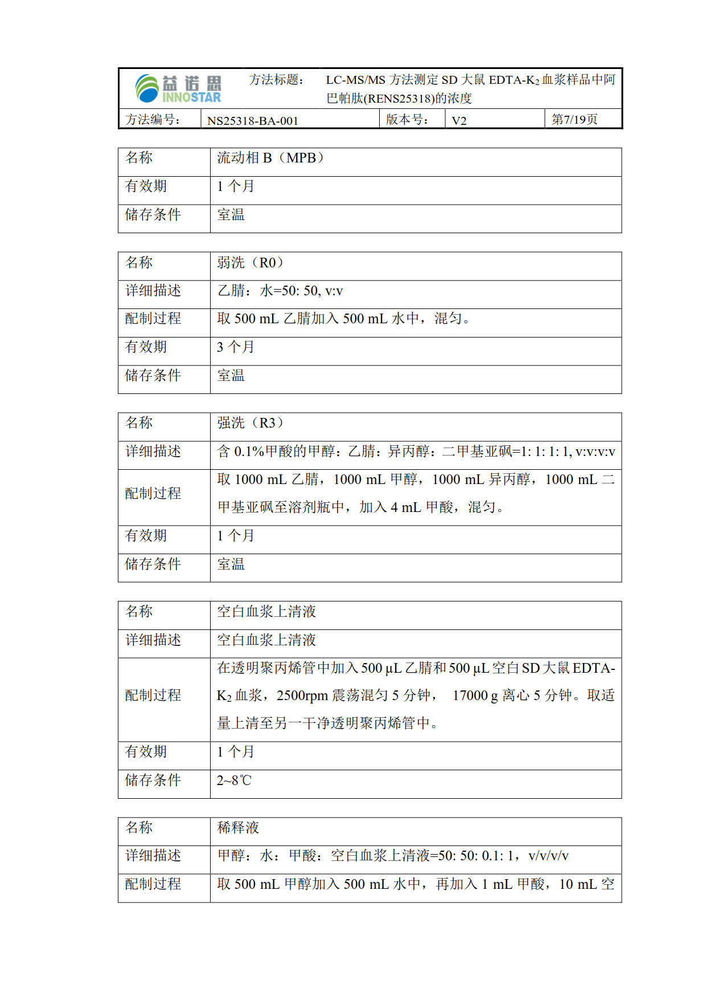 益诺思
INNOSTAR
方法标题： LC-MS/MS 方法测定 SD 大鼠 EDTA-K2 血浆样品中阿
巴帕肽(RENS25318)的浓度
方法编号： NS25318-BA-001 版本号： V2 第7/19页
名称 流动相 B（MPB）
有效期 1 个月
储存条件 室温
名称 弱洗（R0）
详细描述 乙腈：水=50: 50, v:v
配制过程 取 500 mL 乙腈加入 500 mL 水中，混匀。
有效期 3 个月
储存条件 室温
名称 强洗（R3）
详细描述 含 0.1%甲酸的甲醇：乙腈：异丙醇：二甲基亚砜=1: 1: 1: 1, v:v:v:v
配制过程 取 1000 mL 乙腈，1000 mL 甲醇，1000 mL 异丙醇，1000 mL 二
甲基亚砜至溶剂瓶中，加入 4 mL 甲酸，混匀。
有效期 1 个月
储存条件 室温
名称 空白血浆上清液
详细描述 空白血浆上清液
在透明聚丙烯管中加入 500 µL 乙腈和 500 µL 空白 SD 大鼠 EDTA-
配制过程 K2 血浆，2500rpm 震荡混匀 5 分钟， 17000 g 离心 5 分钟。取适
量上清至另一干净透明聚丙烯管中。
有效期 1 个月
储存条件 2~8℃
名称 稀释液
详细描述 甲醇：水：甲酸：空白血浆上清液=50: 50: 0.1: 1，v/v/v/v
配制过程 取 500 mL 甲醇加入 500 mL 水中，再加入 1 mL 甲酸，10 mL 空